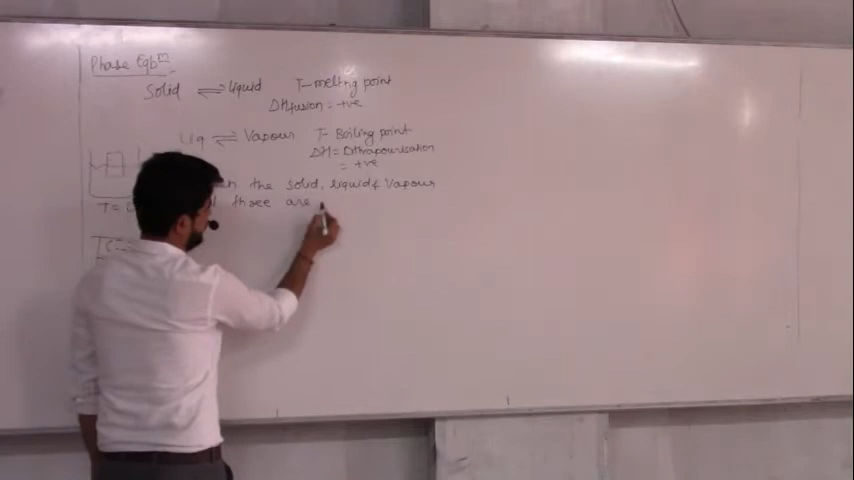 Phase Eqbm
Solid ⇌ liquid T- melting point
ΔHfusion = +ve
Liq ⇌ Vapour T- Boiling point
ΔH = ΔHvapourisation
= +ve
the solid, liquid & Vapour
three are
T =